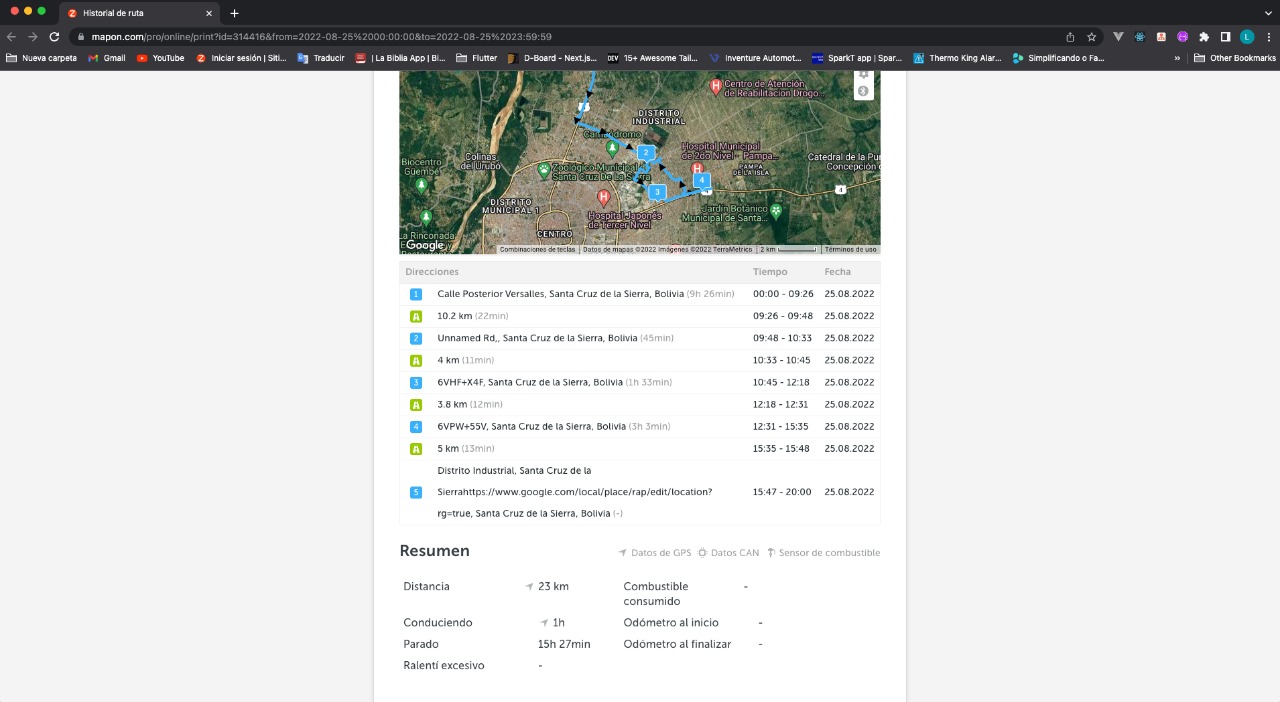 Historial de ruta
mapon.com/pro/online/print?id=314416&from=2022-08-25%2000:00:00&to=2022-08-25%2023:59:59
L
Nueva carpeta
Gmail
YouTube
Iniciar sesión | Siti...
Traducir
| La Biblia App | Bi...
Flutter
D-Board - Next.js...
DEV
15+ Awesome Tail...
Inventure Automot...
SparkT app | Spar...
Thermo King Alar...
Simplificando o Fa...
»
Other Bookmarks
Centro de Atención
de Rehabilitación Drogo...
DISTRITO
INDUSTRIAL
Cambódromo
2
Hospital Municipal
de 2do Nivel - Pampa...
Catedral de la Pur
Concepción d
Colinas
del Urubó
Biocentro
Guembe
Zoológico Municipal
Santa Cruz De La Sierra
PAMPA
DE LA ISLA
4
4
3
DISTRITO
MUNICIPAL 1
Hospital Japonés
de Tercer Nivel
Jardín Botánico
Municipal de Santa...
La Rinconada
CENTRO
Google
Combinaciones de teclas
Datos de mapas ©2022 Imágenes ©2022 TerraMetrics
2 km
Términos de uso
Direcciones Tiempo Fecha
1 Calle Posterior Versalles, Santa Cruz de la Sierra, Bolivia (9h 26min) 00:00 - 09:26 25.08.2022
A 10.2 km (22min) 09:26 - 09:48 25.08.2022
2 Unnamed Rd,, Santa Cruz de la Sierra, Bolivia (45min) 09:48 - 10:33 25.08.2022
A 4 km (11min) 10:33 - 10:45 25.08.2022
3 6VHF+X4F, Santa Cruz de la Sierra, Bolivia (1h 33min) 10:45 - 12:18 25.08.2022
A 3.8 km (12min) 12:18 - 12:31 25.08.2022
4 6VPW+55V, Santa Cruz de la Sierra, Bolivia (3h 3min) 12:31 - 15:35 25.08.2022
A 5 km (13min) 15:35 - 15:48 25.08.2022
Distrito Industrial, Santa Cruz de la
5 Sierrahttps://www.google.com/local/place/rap/edit/location? 15:47 - 20:00 25.08.2022
rg=true, Santa Cruz de la Sierra, Bolivia (-)
Resumen
Datos de GPS Datos CAN Sensor de combustible
Distancia 23 km
Combustible
consumido -
Conduciendo 1h
Odómetro al inicio -
Parado 15h 27min
Odómetro al finalizar -
Ralentí excesivo -